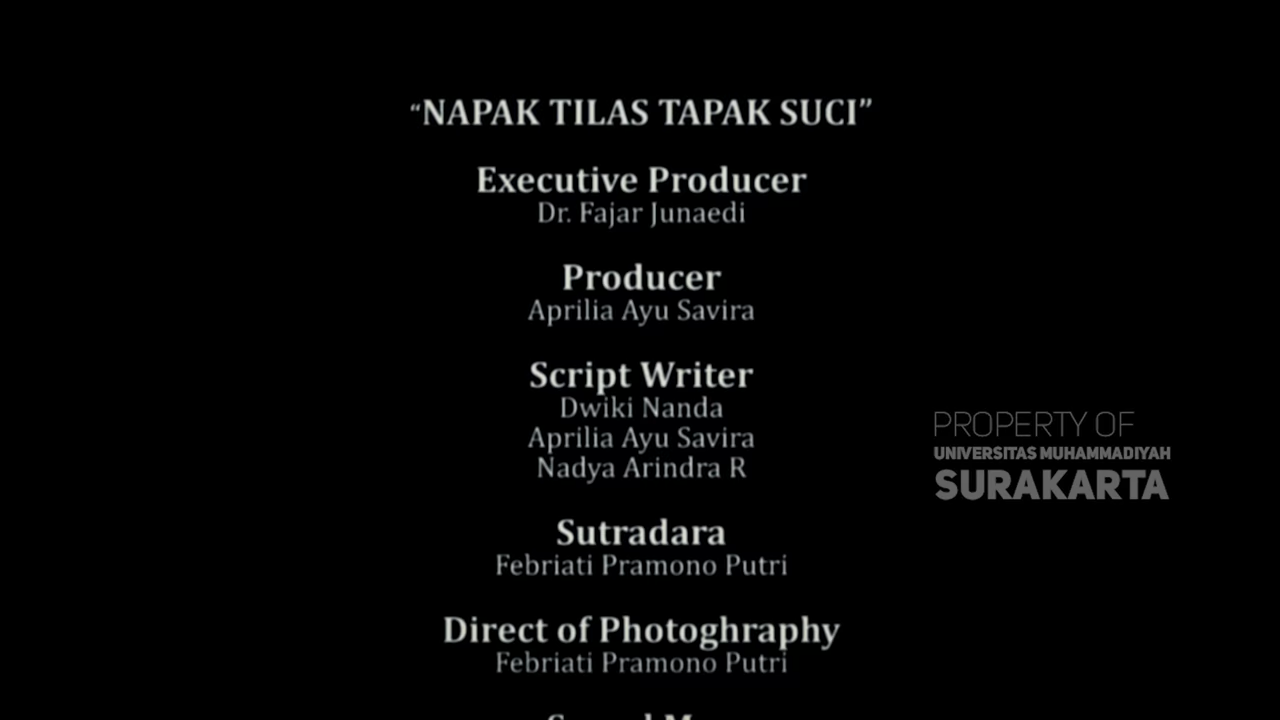 “NAPAK TILAS TAPAK SUCI”
Executive Producer
Dr. Fajar Junaedi
Producer
Aprilia Ayu Savira
Script Writer
Dwiki Nanda
Aprilia Ayu Savira
Nadya Arindra R
PROPERTY OF
UNIVERSITAS MUHAMMADIYAH
SURAKARTA
Sutradara
Febriati Pramono Putri
Direct of Photoghraphy
Febriati Pramono Putri